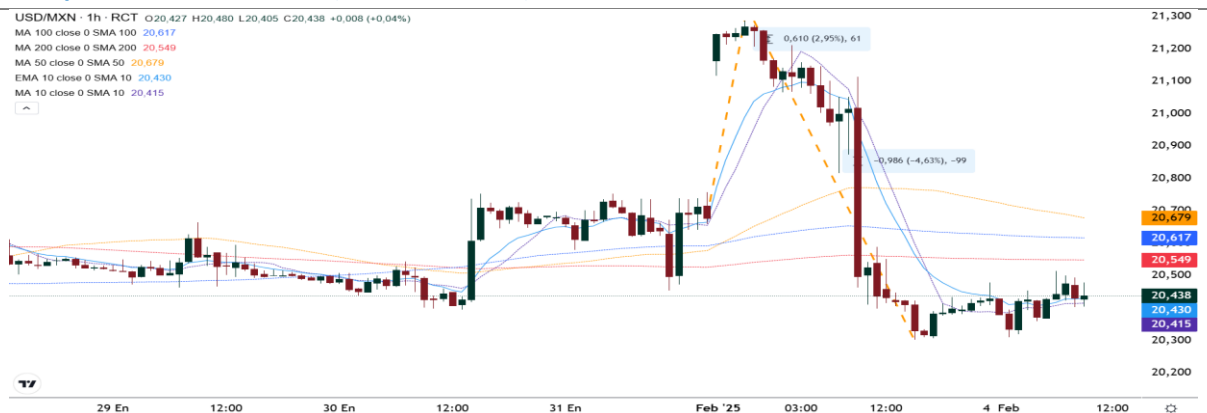 USD/MXN · 1h · RCT O20,427 H20,480 L20,405 C20,438 +0,008 (+0,04%)
MA 100 close 0 SMA 100 20,617
MA 200 close 0 SMA 200 20,549
MA 50 close 0 SMA 50 20,679
EMA 10 close 0 SMA 10 20,430
MA 10 close 0 SMA 10 20,415
0,610 (2,95%), 61
−0,986 (−4,63%), −99
21,300
21,200
21,100
21,000
20,900
20,800
20,700
20,679
20,617
20,549
20,500
20,438
20,430
20,415
20,300
20,200
29 En 12:00 30 En 12:00 31 En Feb '25 03:00 12:00 4 Feb 12:00